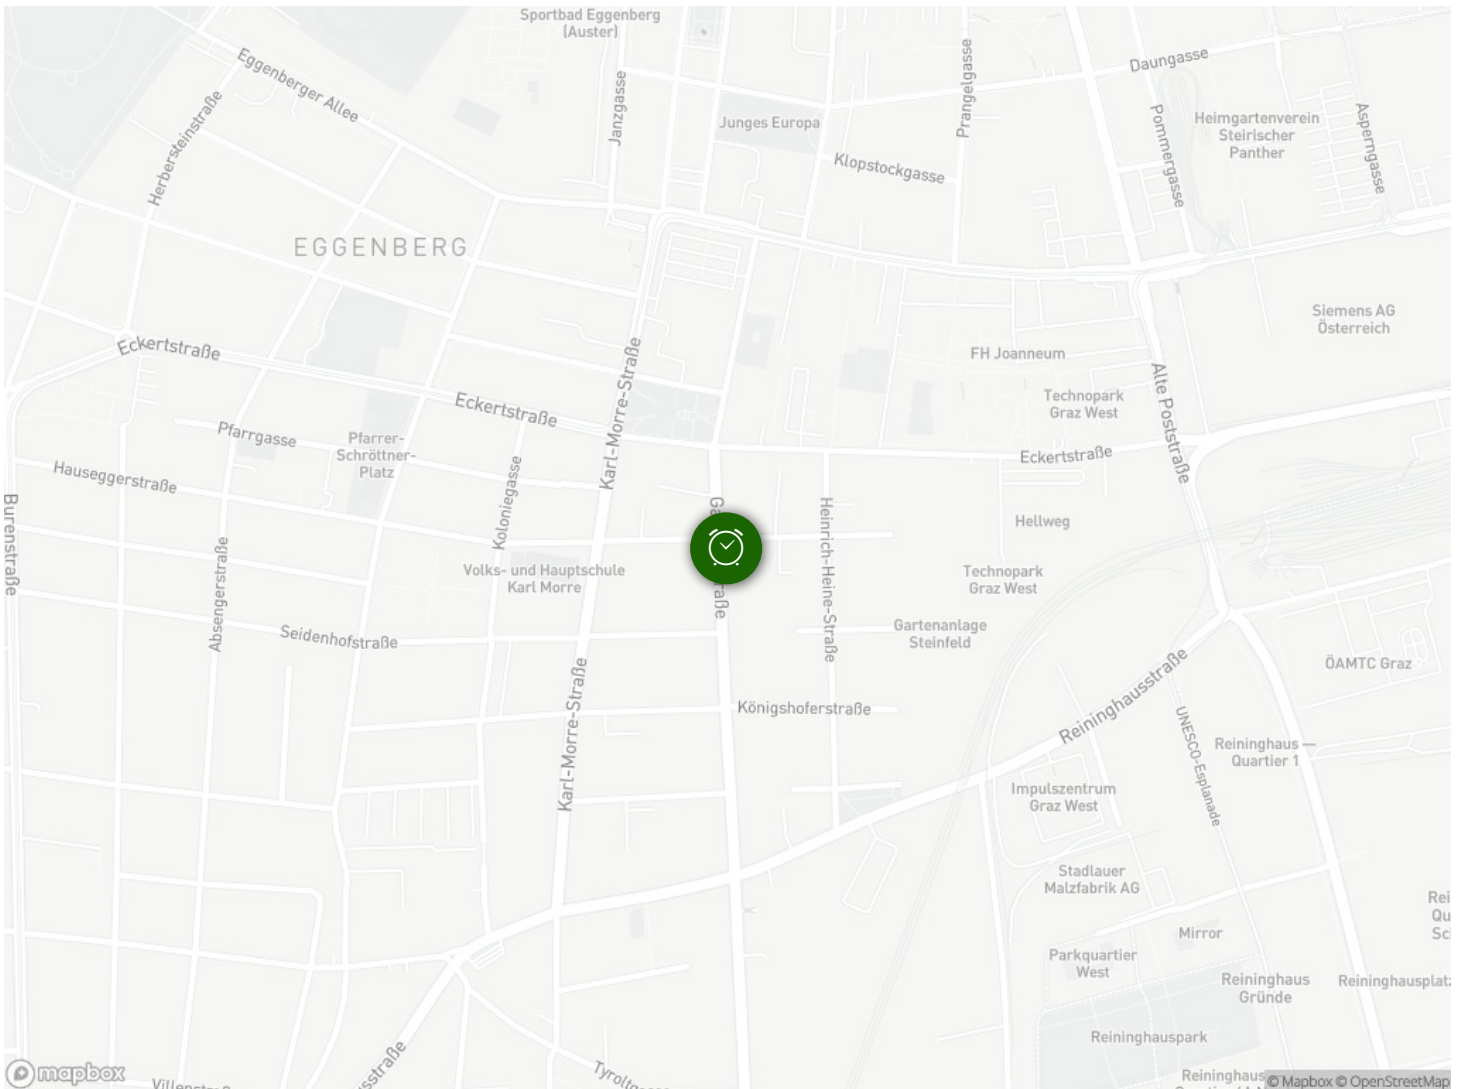 Sportbad Eggenberg
(Auster)
Eggenberger Allee
Herbersteinstraße
Janzgasse
Junges Europa
Prangelgasse
Klopstockgasse
Daungasse
Pommergasse
Heimgartenverein
Steirischer
Panther
Asperngasse
EGGENBERG
Siemens AG
Österreich
Eckertstraße
FH Joanneum
Karl-Morre-Straße
Alte Poststraße
Technopark
Graz West
Eckertstraße
Pfarrgasse
Pfarrer-
Schröttner-
Platz
Eckertstraße
Hauseggerstraße
Koloniegasse
Burenstraße
Heinrich-Heine-Straße
Hellweg
Absengerstraße
Volks- und Hauptschule
Karl Morre
Technopark
Graz West
Seidenhofstraße
Gartenanlage
Steinfeld
ÖAMTC Graz
Karl-Morre-Straße
Königshoferstraße
Reininghausstraße
UNESCO-Esplanade
Reininghaus —
Quartier 1
Impulszentrum
Graz West
Stadlauer
Malzfabrik AG
Mirror
Parkquartier
West
Reininghaus
Gründe
Reininghauspark
mapbox
© Mapbox © OpenStreetMap